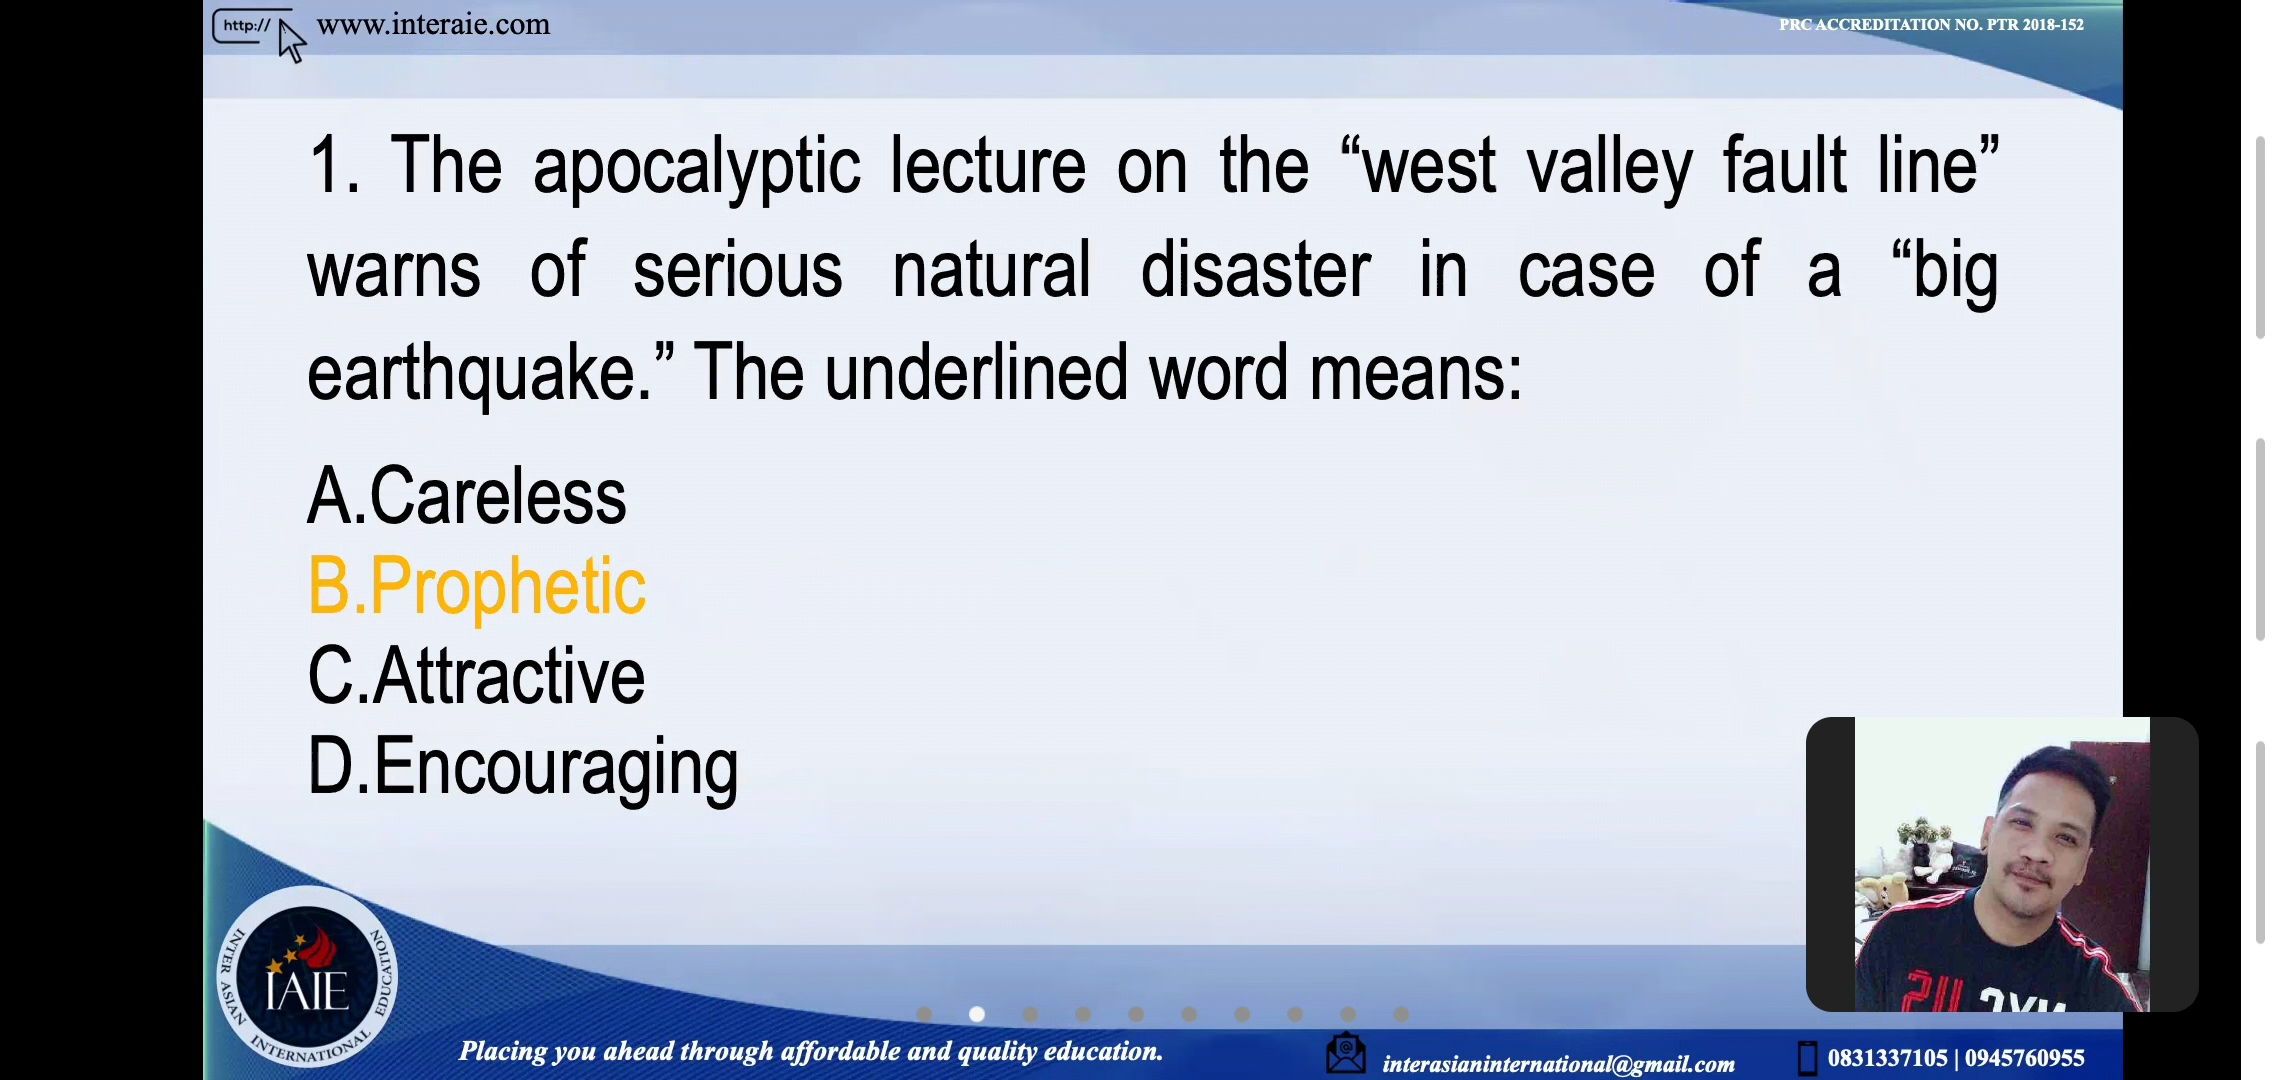 http:// www.interaie.com
PRC ACCREDITATION NO. PTR 2018-152
1. The apocalyptic lecture on the “west valley fault line”
warns of serious natural disaster in case of a “big
earthquake.” The underlined word means:
A.Careless
B.Prophetic
C.Attractive
D.Encouraging
INTER ASIAN INTERNATIONAL EDUCATION
IAIE
Placing you ahead through affordable and quality education.
interasianinternational@gmail.com
0831337105 | 0945760955